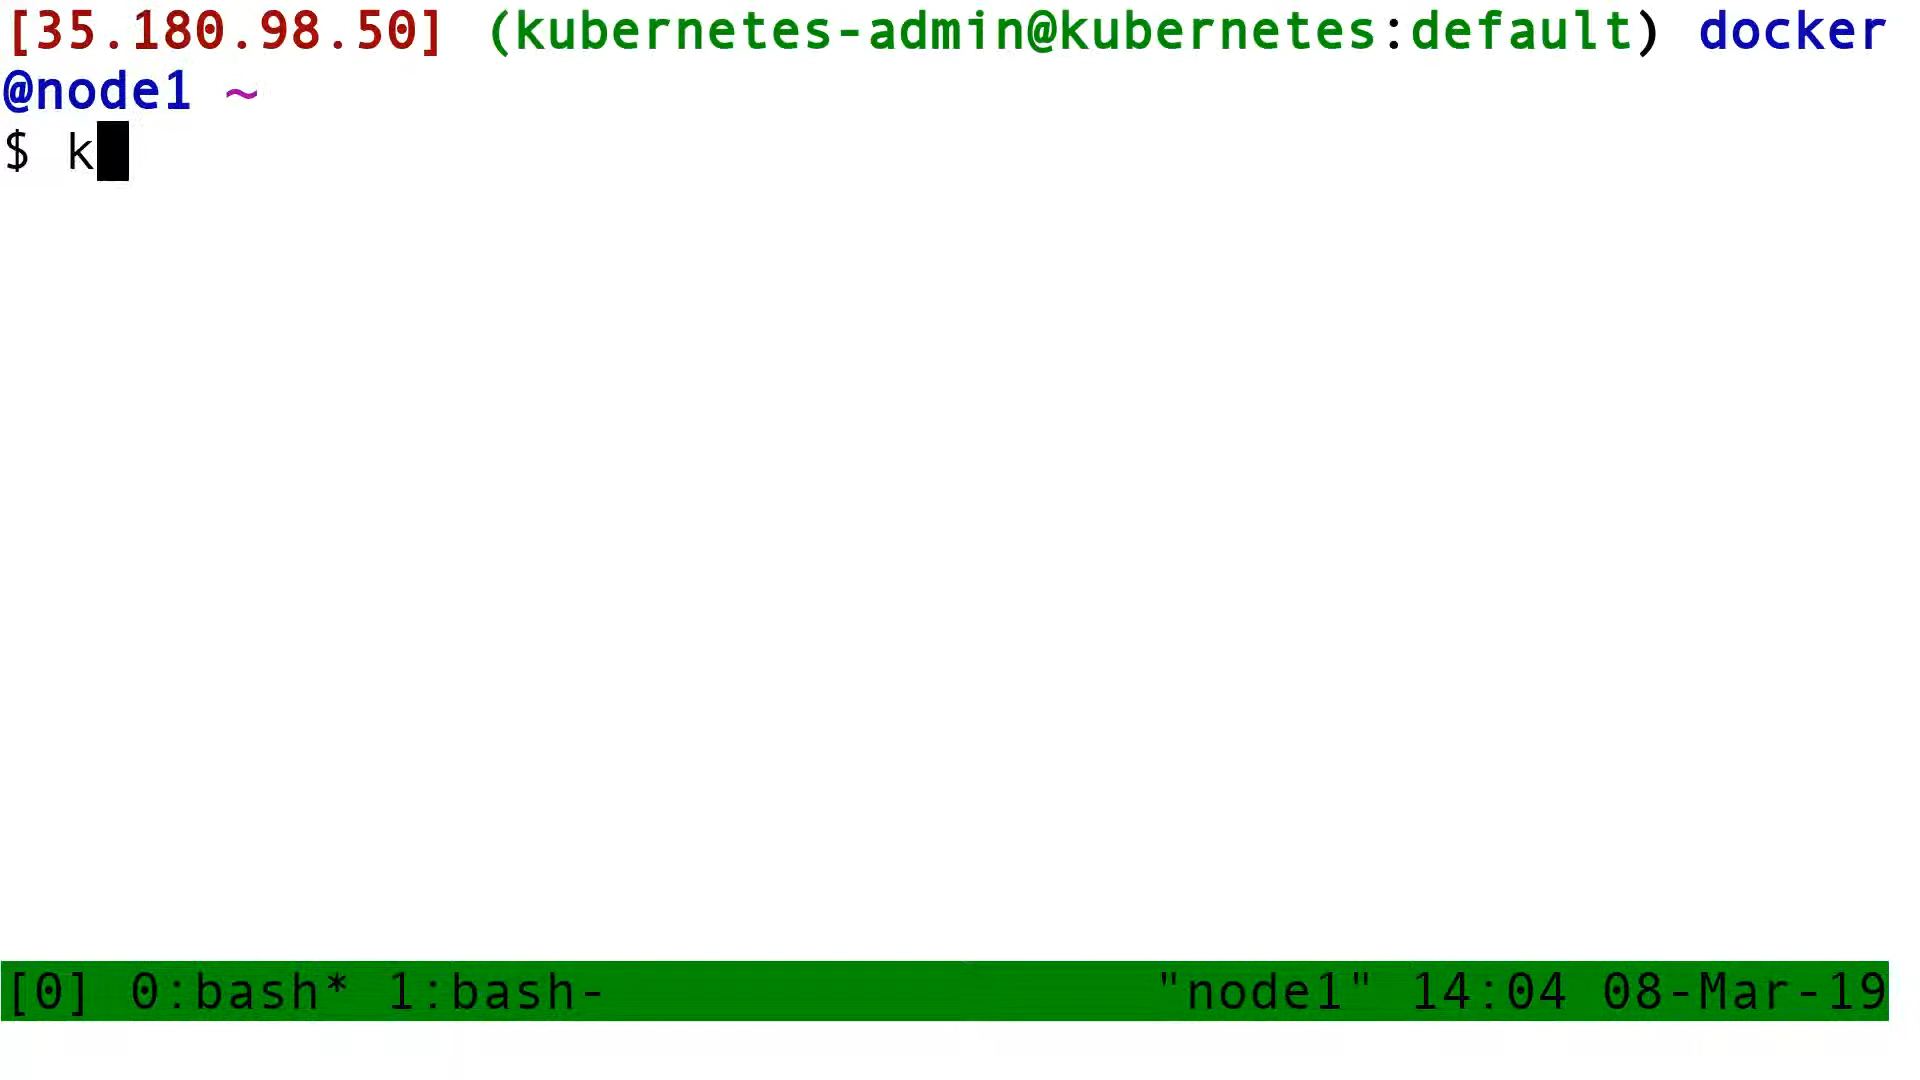 [35.180.98.50] (kubernetes-admin@kubernetes:default) docker
@node1 ~
$ k
[0] 0:bash* 1:bash- "node1" 14:04 08-Mar-19